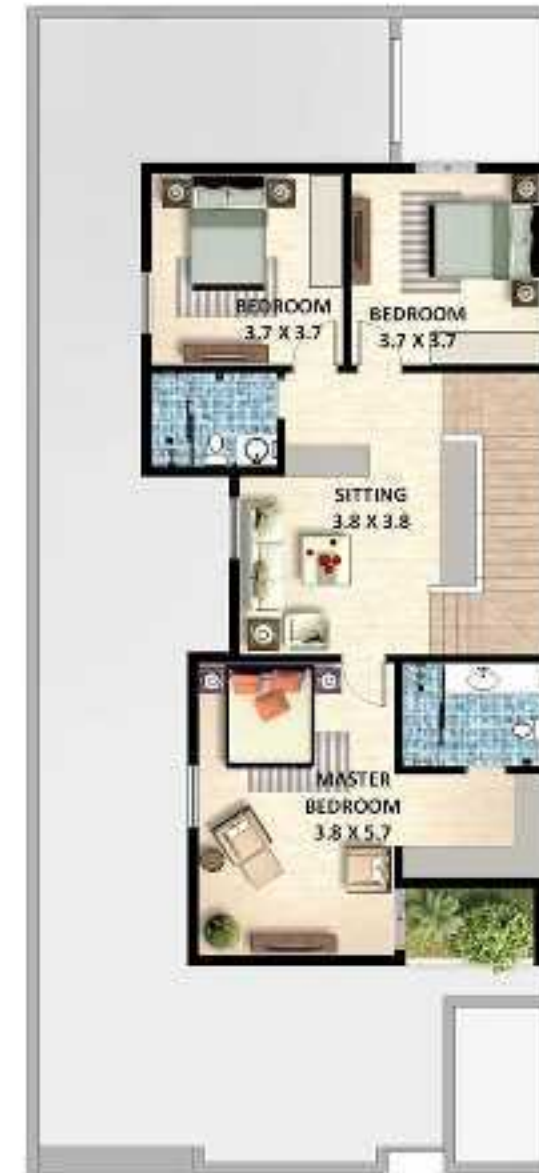 BEDROOM
3.7 X 3.7
BEDROOM
3.7 X 3.7
SITTING
3.8 X 3.8
MASTER
BEDROOM
3.8 X 5.7